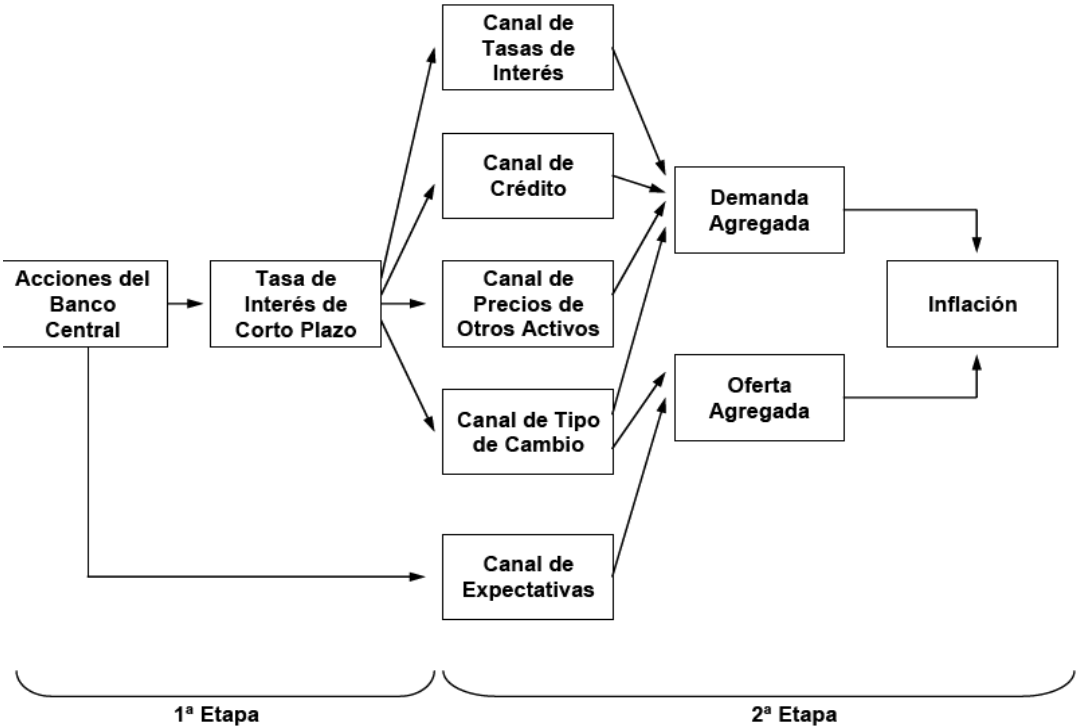 Canal de
Tasas de
Interés
Canal de
Crédito
Demanda
Agregada
Acciones del
Banco
Central
Tasa de
Interés de
Corto Plazo
Canal de
Precios de
Otros Activos
Inflación
Oferta
Agregada
Canal de Tipo
de Cambio
Canal de
Expectativas
1ª Etapa
2ª Etapa